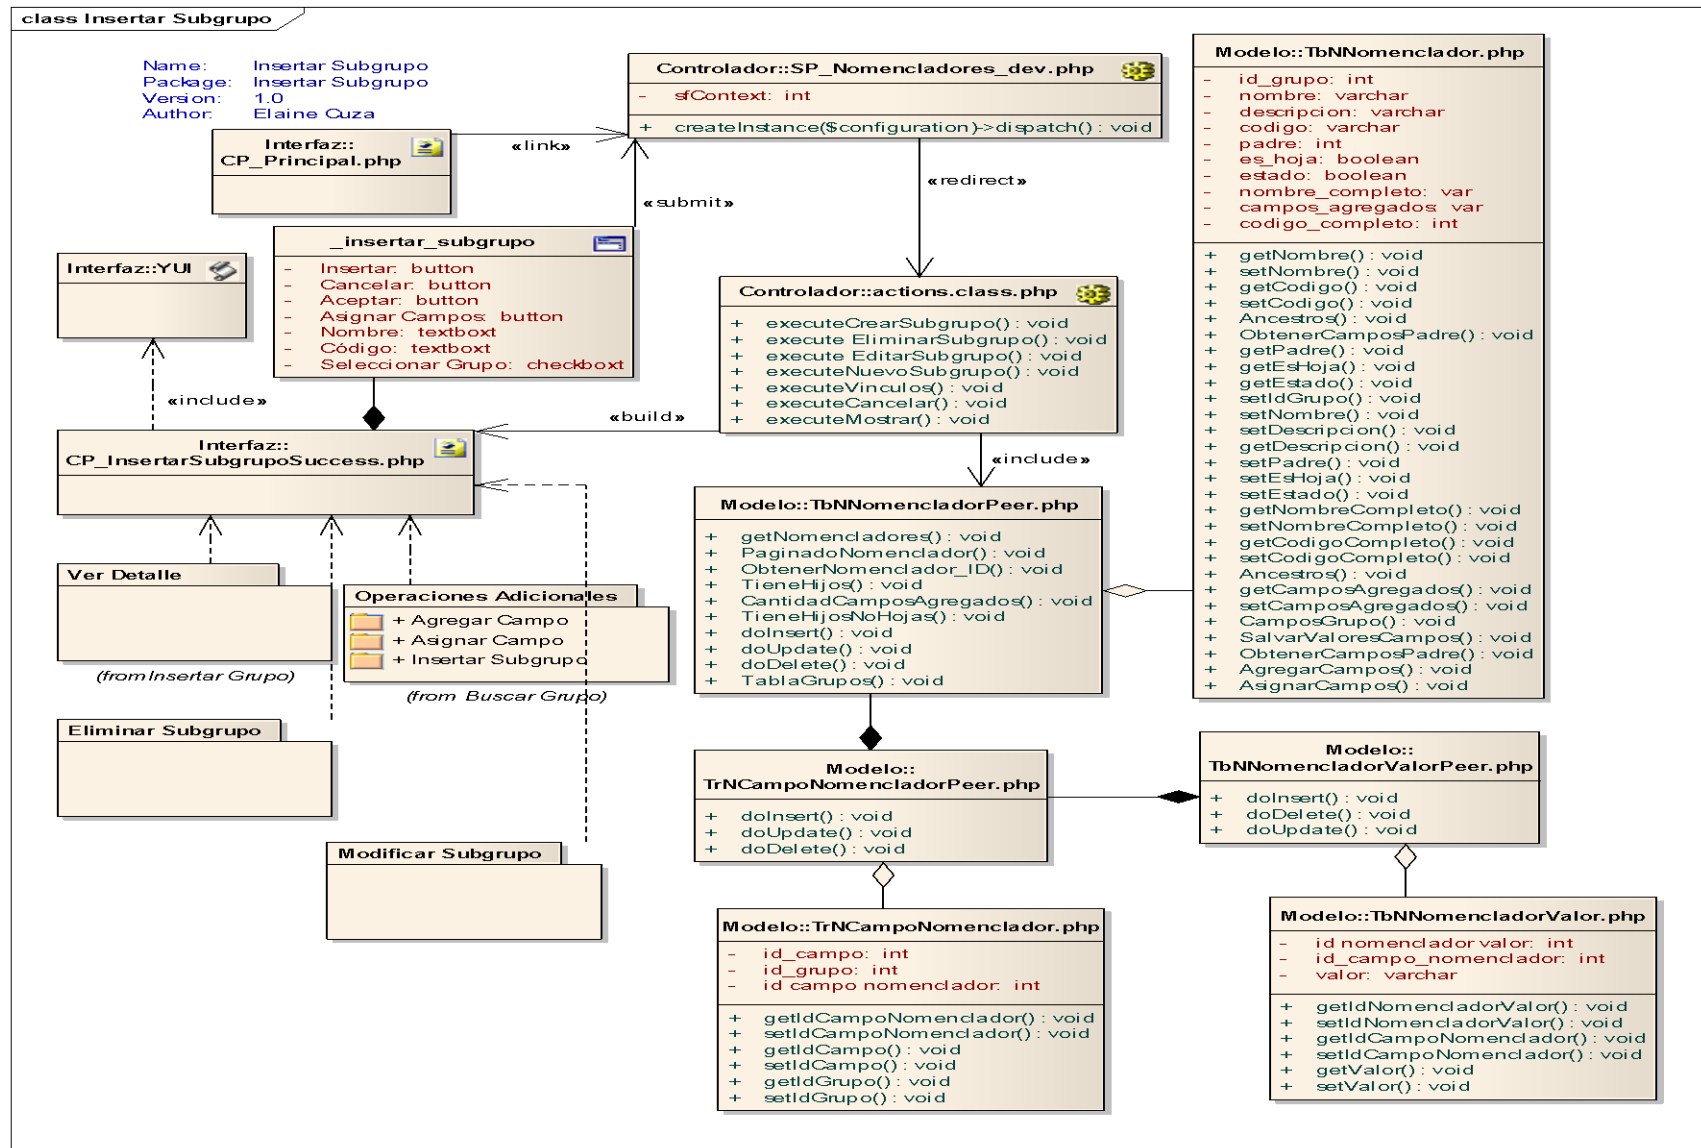 class Insertar Subgrupo
Name: Insertar Subgrupo
Package: Insertar Subgrupo
Version: 1.0
Author: Elaine Cuza
Controlador::SP_Nomencladores_dev.php
- sfContext: int
+ createInstance($configuration)->dispatch() : void
Interfaz::
CP_Principal.php
«link»
«submit»
«redirect»
_insertar_subgrupo
- Insertar: button
- Cancelar: button
- Aceptar: button
- Asignar Campos: button
- Nombre: textboxt
- Código: textboxt
- Seleccionar Grupo: checkboxt
Interfaz::YUI
«include»
Controlador::actions.class.php
+ executeCrearSubgrupo() : void
+ execute EliminarSubgrupo() : void
+ execute EditarSubgrupo() : void
+ executeNuevoSubgrupo() : void
+ executeVinculos() : void
+ executeCancelar() : void
+ executeMostrar() : void
«build»
«include»
Interfaz::
CP_InsertarSubgrupoSuccess.php
Modelo::TbNNomenclador.php
- id_grupo: int
- nombre: varchar
- descripcion: varchar
- codigo: varchar
- padre: int
- es_hoja: boolean
- estado: boolean
- nombre_completo: var
- campos_agregados: var
- codigo_completo: int
+ getNombre() : void
+ setNombre() : void
+ getCodigo() : void
+ setCodigo() : void
+ Ancestros() : void
+ ObtenerCamposPadre() : void
+ getPadre() : void
+ getEsHoja() : void
+ getEstado() : void
+ setIdGrupo() : void
+ setNombre() : void
+ setDescripcion() : void
+ getDescripcion() : void
+ setPadre() : void
+ setEsHoja() : void
+ setEstado() : void
+ getNombreCompleto() : void
+ setNombreCompleto() : void
+ getCodigoCompleto() : void
+ setCodigoCompleto() : void
+ Ancestros() : void
+ getCamposAgregados() : void
+ setCamposAgregados() : void
+ CamposGrupo() : void
+ SalvarValoresCampos() : void
+ ObtenerCamposPadre() : void
+ AgregarCampos() : void
+ AsignarCampos() : void
Modelo::TbNNomencladorPeer.php
+ getNomencladores() : void
+ PaginadoNomenclador() : void
+ ObtenerNomenclador_ID() : void
+ TieneHijos() : void
+ CantidadCamposAgregados() : void
+ TieneHijosNoHojas() : void
+ doInsert() : void
+ doUpdate() : void
+ doDelete() : void
+ TablaGrupos() : void
Ver Detalle
(from Insertar Grupo)
Operaciones Adicionales
+ Agregar Campo
+ Asignar Campo
+ Insertar Subgrupo
(from Buscar Grupo)
Eliminar Subgrupo
Modificar Subgrupo
Modelo::
TrNCampoNomencladorPeer.php
+ doInsert() : void
+ doUpdate() : void
+ doDelete() : void
Modelo::
TbNNomencladorValorPeer.php
+ doInsert() : void
+ doDelete() : void
+ doUpdate() : void
Modelo::TrNCampoNomenclador.php
- id_campo: int
- id_grupo: int
- id campo nomenclador: int
+ getIdCampoNomenclador() : void
+ setIdCampoNomenclador() : void
+ getIdCampo() : void
+ setIdCampo() : void
+ getIdGrupo() : void
+ setIdGrupo() : void
Modelo::TbNNomencladorValor.php
- id nomenclador valor: int
- id_campo_nomenclador: int
- valor: varchar
+ getIdNomencladorValor() : void
+ setIdNomencladorValor() : void
+ getIdCampoNomenclador() : void
+ setIdCampoNomenclador() : void
+ getValor() : void
+ setValor() : void